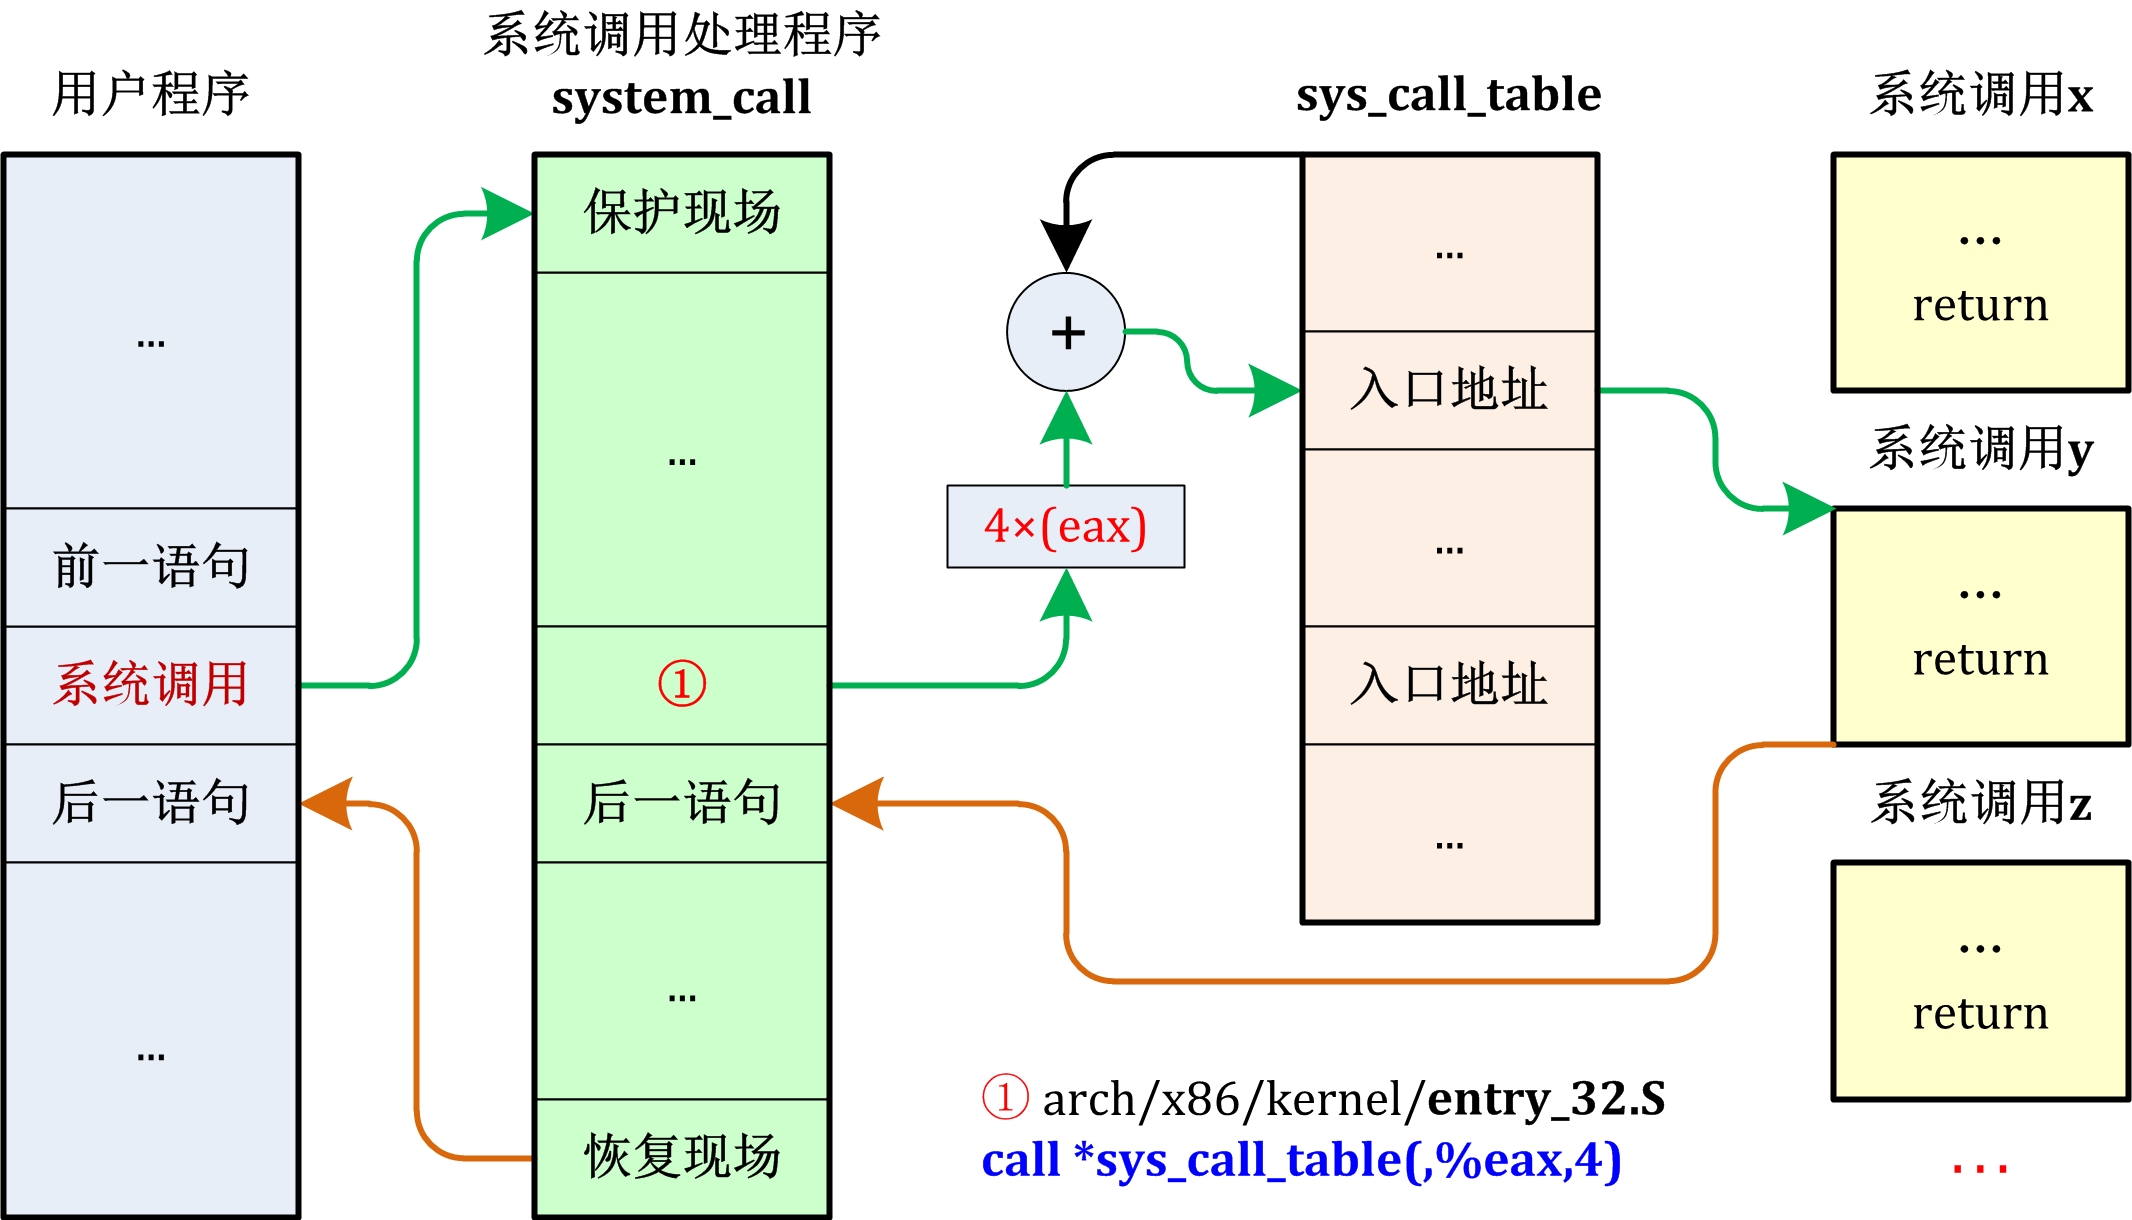 用户程序
...
前一语句
系统调用
后一语句
...
系统调用处理程序
system_call
保护现场
...
①
后一语句
...
恢复现场
+
4×(eax)
sys_call_table
...
入口地址
...
入口地址
...
系统调用x
...
return
系统调用y
...
return
系统调用z
...
return
...
① arch/x86/kernel/entry_32.S
call *sys_call_table(,%eax,4)